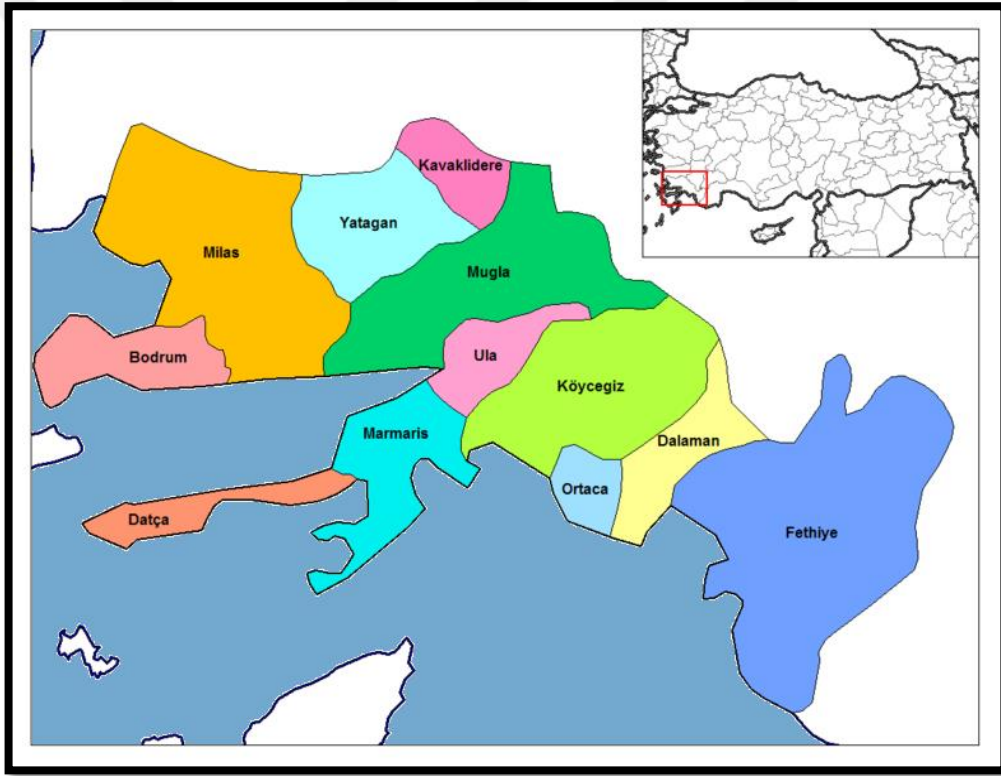 Kavaklidere
Yatagan
Milas
Mugla
Bodrum
Ula
Köycegiz
Marmaris
Dalaman
Ortaca
Datça
Fethiye